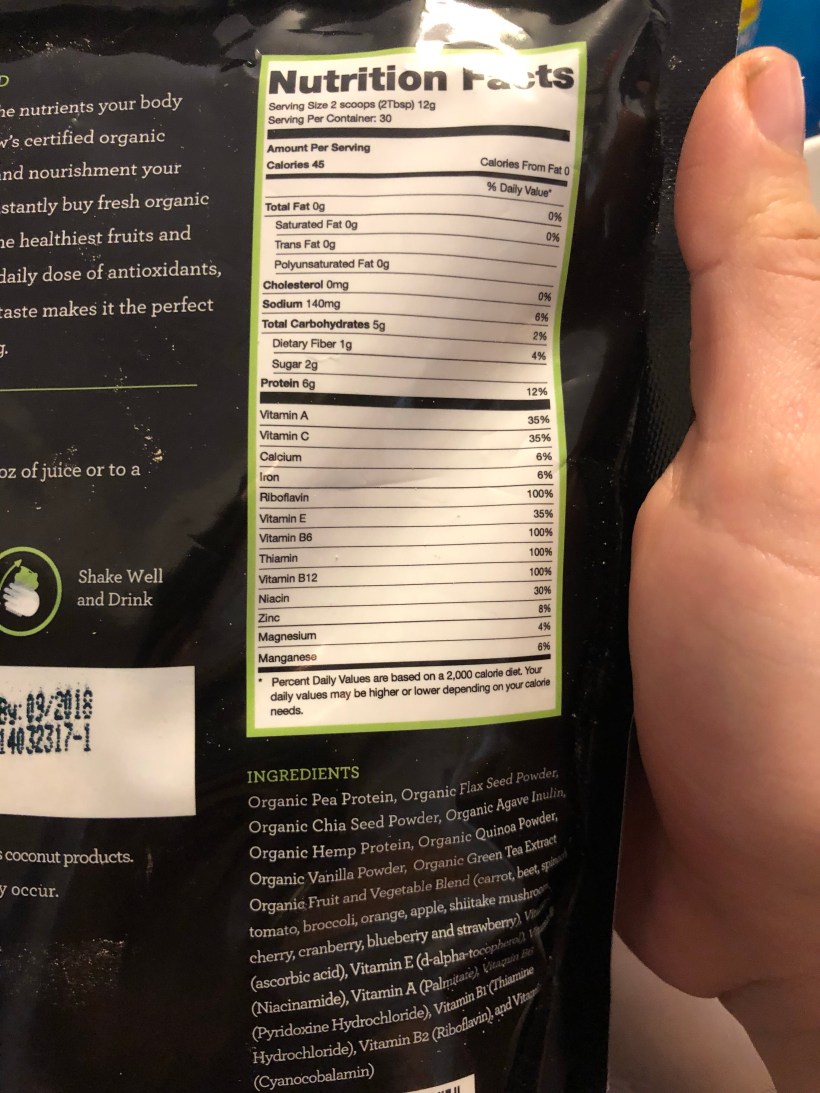 D
he nutrients your body
w's certified organic
and nourishment your
stantly buy fresh organic
he healthiest fruits and
daily dose of antioxidants,
taste makes it the perfect
g.
oz of juice or to a
Shake Well
and Drink
By: 09/2018
14032317-1
s coconut products.
y occur.
Nutrition Facts
Serving Size 2 scoops (2Tbsp) 12g
Serving Per Container: 30
Amount Per Serving
Calories 45 Calories From Fat 0
% Daily Value*
Total Fat 0g 0%
Saturated Fat 0g 0%
Trans Fat 0g
Polyunsaturated Fat 0g
Cholesterol 0mg 0%
Sodium 140mg 6%
Total Carbohydrates 5g 2%
Dietary Fiber 1g 4%
Sugar 2g
Protein 6g 12%
Vitamin A 35%
Vitamin C 35%
Calcium 6%
Iron 6%
Riboflavin 100%
Vitamin E 35%
Vitamin B6 100%
Thiamin 100%
Vitamin B12 100%
Niacin 30%
Zinc 8%
Magnesium 4%
Manganese 6%
* Percent Daily Values are based on a 2,000 calorie diet. Your
daily values may be higher or lower depending on your calorie
needs.
INGREDIENTS
Organic Pea Protein, Organic Flax Seed Powder,
Organic Chia Seed Powder, Organic Agave Inulin,
Organic Hemp Protein, Organic Quinoa Powder,
Organic Vanilla Powder, Organic Green Tea Extract
Organic Fruit and Vegetable Blend (carrot, beet,
tomato, broccoli, orange, apple, shiitake mushroom,
cherry, cranberry, blueberry and strawberry),
(ascorbic acid), Vitamin E (d-alpha-tocopherol),
(Niacinamide), Vitamin A (Palmitate), Vitamin
(Pyridoxine Hydrochloride), Vitamin B1 (Thiamine
Hydrochloride), Vitamin B2 (Riboflavin), and
(Cyanocobalamin)